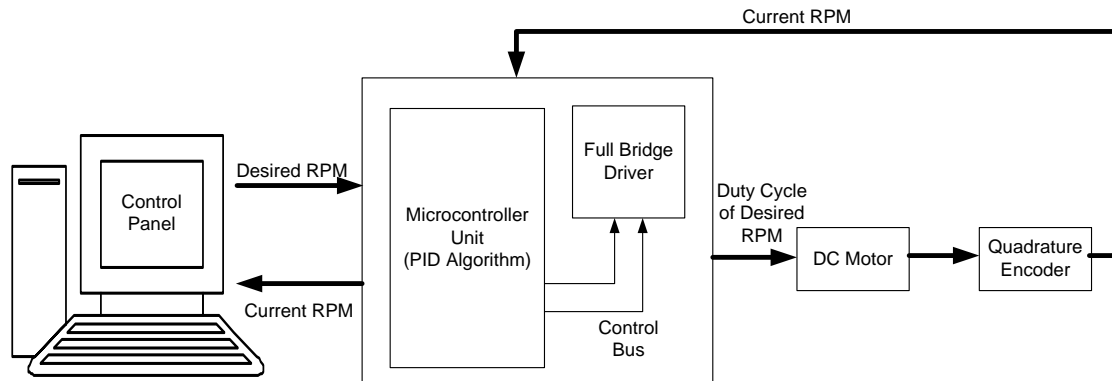 Current RPM
Desired RPM
Control
Panel
Current RPM
Microcontroller
Unit
(PID Algorithm)
Full Bridge
Driver
Control
Bus
Duty Cycle
of Desired
RPM
DC Motor
Quadrature
Encoder